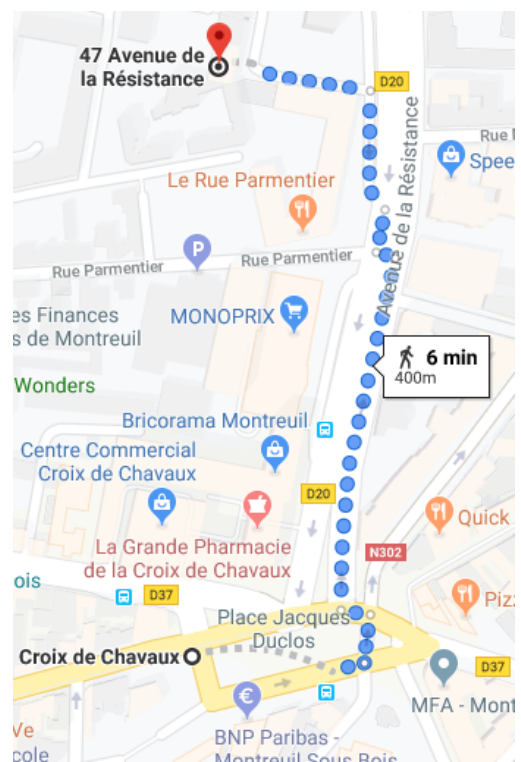 47 Avenue de
la Résistance
D20
Avenue de la Résistance
Rue
Spee
Le Rue Parmentier
P
Rue Parmentier
Rue Parmentier
es Finances
s de Montreuil
MONOPRIX
6 min
400m
Wonders
Bricorama Montreuil
Centre Commercial
Croix de Chavaux
D20
Quick
La Grande Pharmacie
de la Croix de Chavaux
N302
ois
D37
Pizz
Place Jacques
Duclos
Croix de Chavaux
D37
€
MFA - Mont
Ve
cole
BNP Paribas -
Montreuil Sous Bois